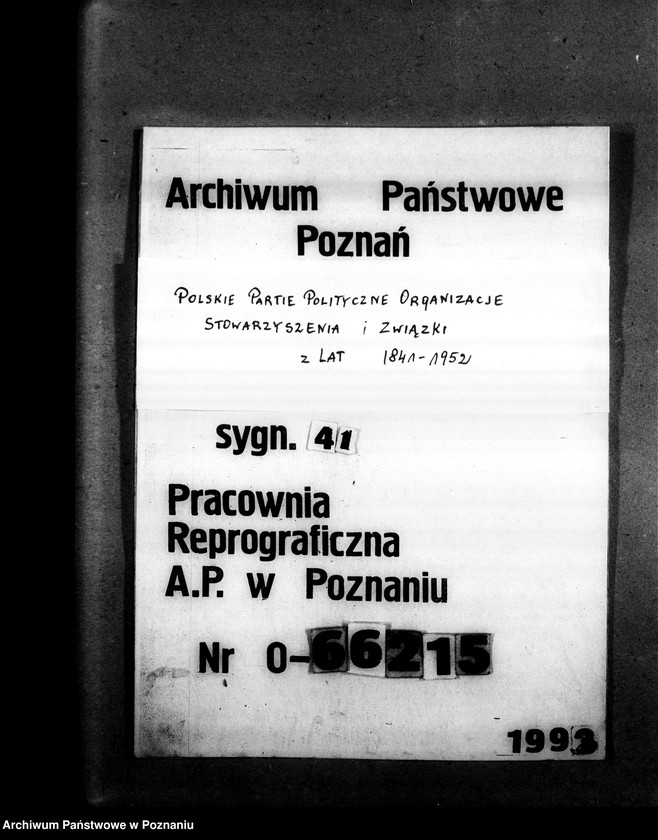 Archiwum Państwowe
Poznań
Polskie Partie Polityczne Organizacje
Stowarzyszenia i Związki
z lat 1841-1952
sygn. 41
Pracownia
Reprograficzna
A.P. w Poznaniu
Nr 0-66215
1993
Archiwum Państwowe w Poznaniu